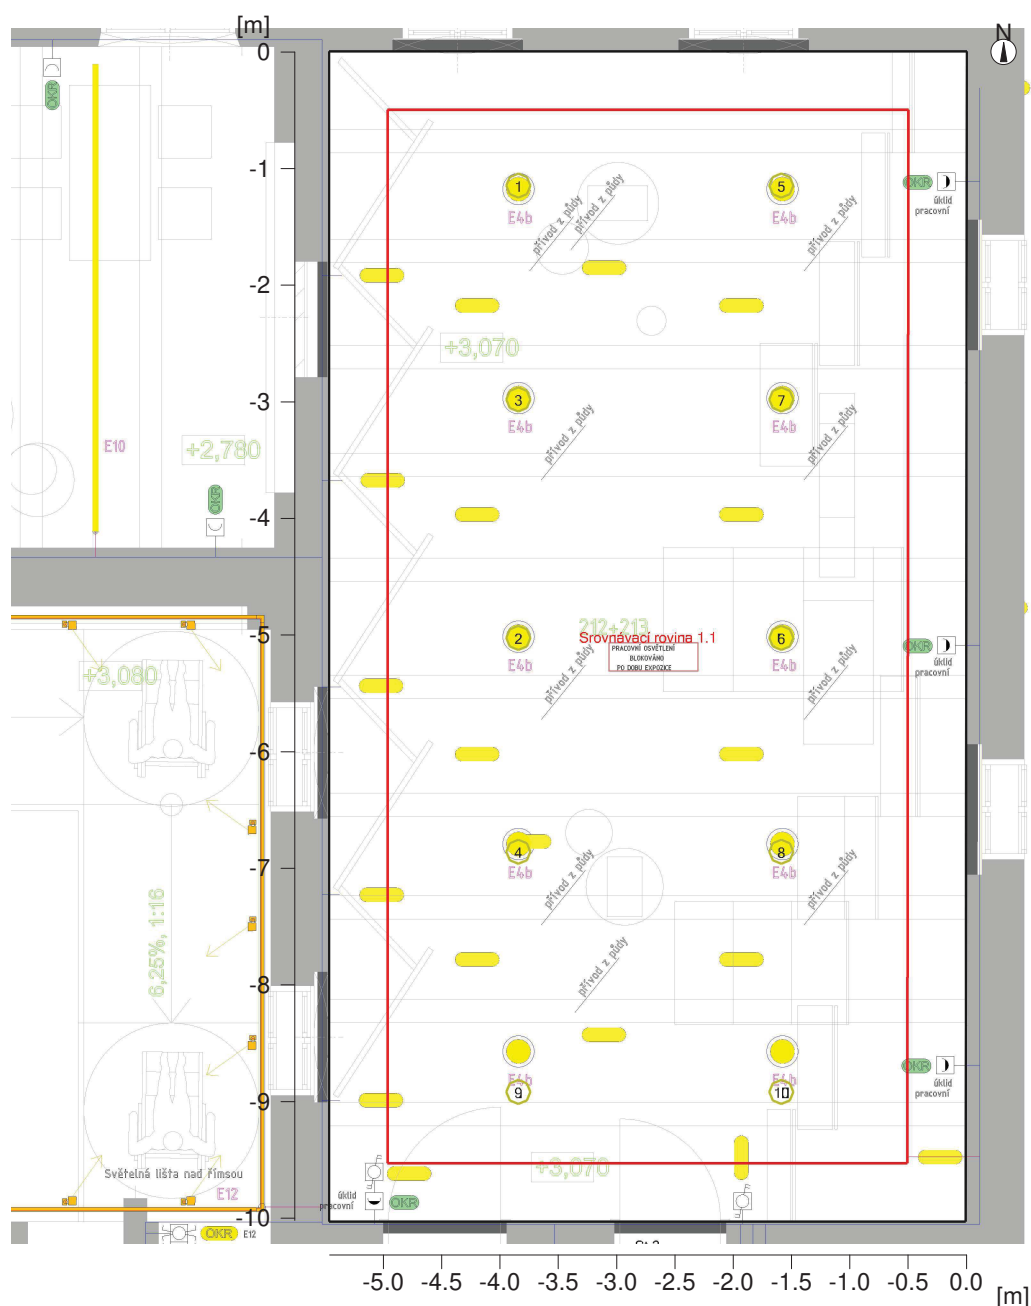 [m]
N
0
OKR
1
5
OKR
úklid
pracovní
-1
E4b
E4b
přívod z půdy
přívod z půdy
přívod z půdy
-2
+3,070
-3
3
7
E4b
E4b
E10
+2,780
přívod z půdy
přívod z půdy
OKR
-4
-5
212+213
Srovnávací rovina 1.1
2
6
PRACOVNÍ OSVĚTLENÍ
BLOKOVÁNO
PO DOBU EXPOZICE
OKR
úklid
pracovní
E4b
E4b
+3,080
přívod z půdy
přívod z půdy
-6
-7
4
8
E4b
E4b
přívod z půdy
přívod z půdy
6,25%, 1:16
-8
přívod z půdy
-9
E4b
E4b
9
10
OKR
úklid
pracovní
Světelná lišta nad římsou
E12
+3,070
úklid
pracovní
OKR
-10
OKR
E12
-5.0
-4.5
-4.0
-3.5
-3.0
-2.5
-2.0
-1.5
-1.0
-0.5
0.0
[m]